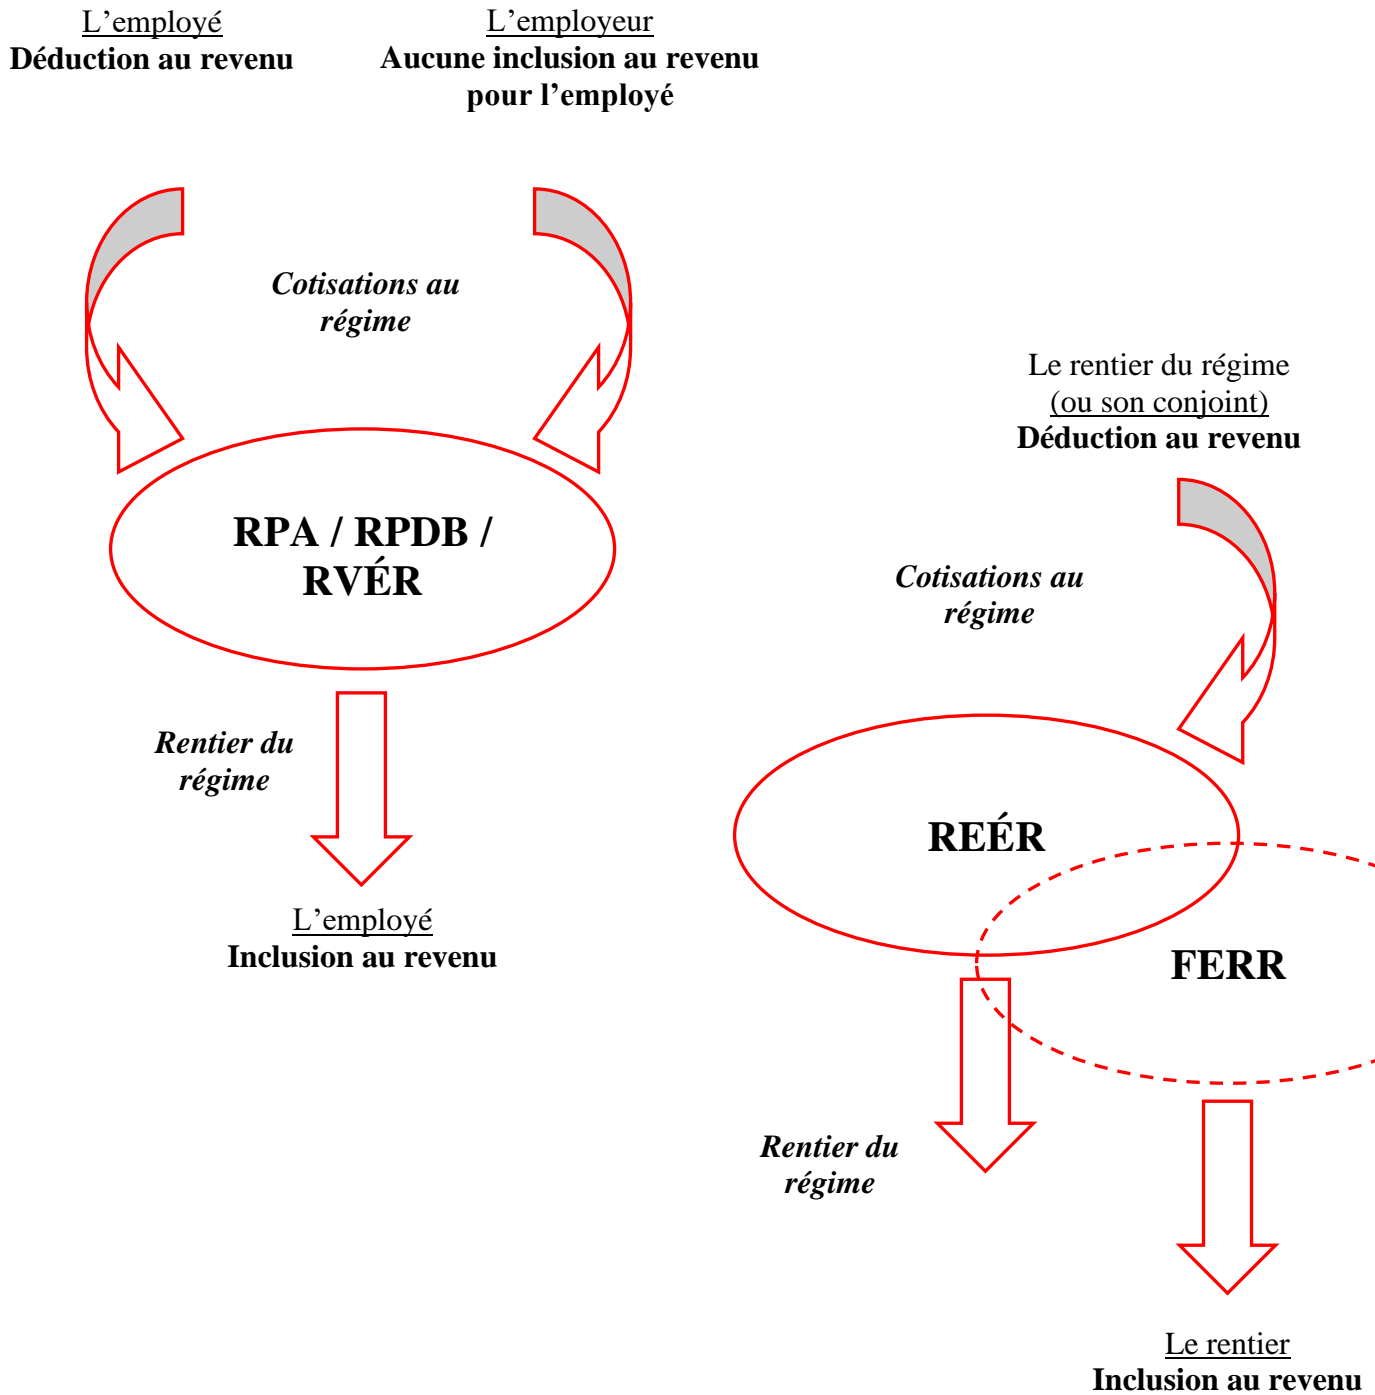 L’employé
Déduction au revenu
L’employeur
Aucune inclusion au revenu
pour l’employé
Cotisations au
régime
RPA / RPDB /
RVÉR
Rentier du
régime
L’employé
Inclusion au revenu
Le rentier du régime
(ou son conjoint)
Déduction au revenu
Cotisations au
régime
REÉR
FERR
Rentier du
régime
Le rentier
Inclusion au revenu